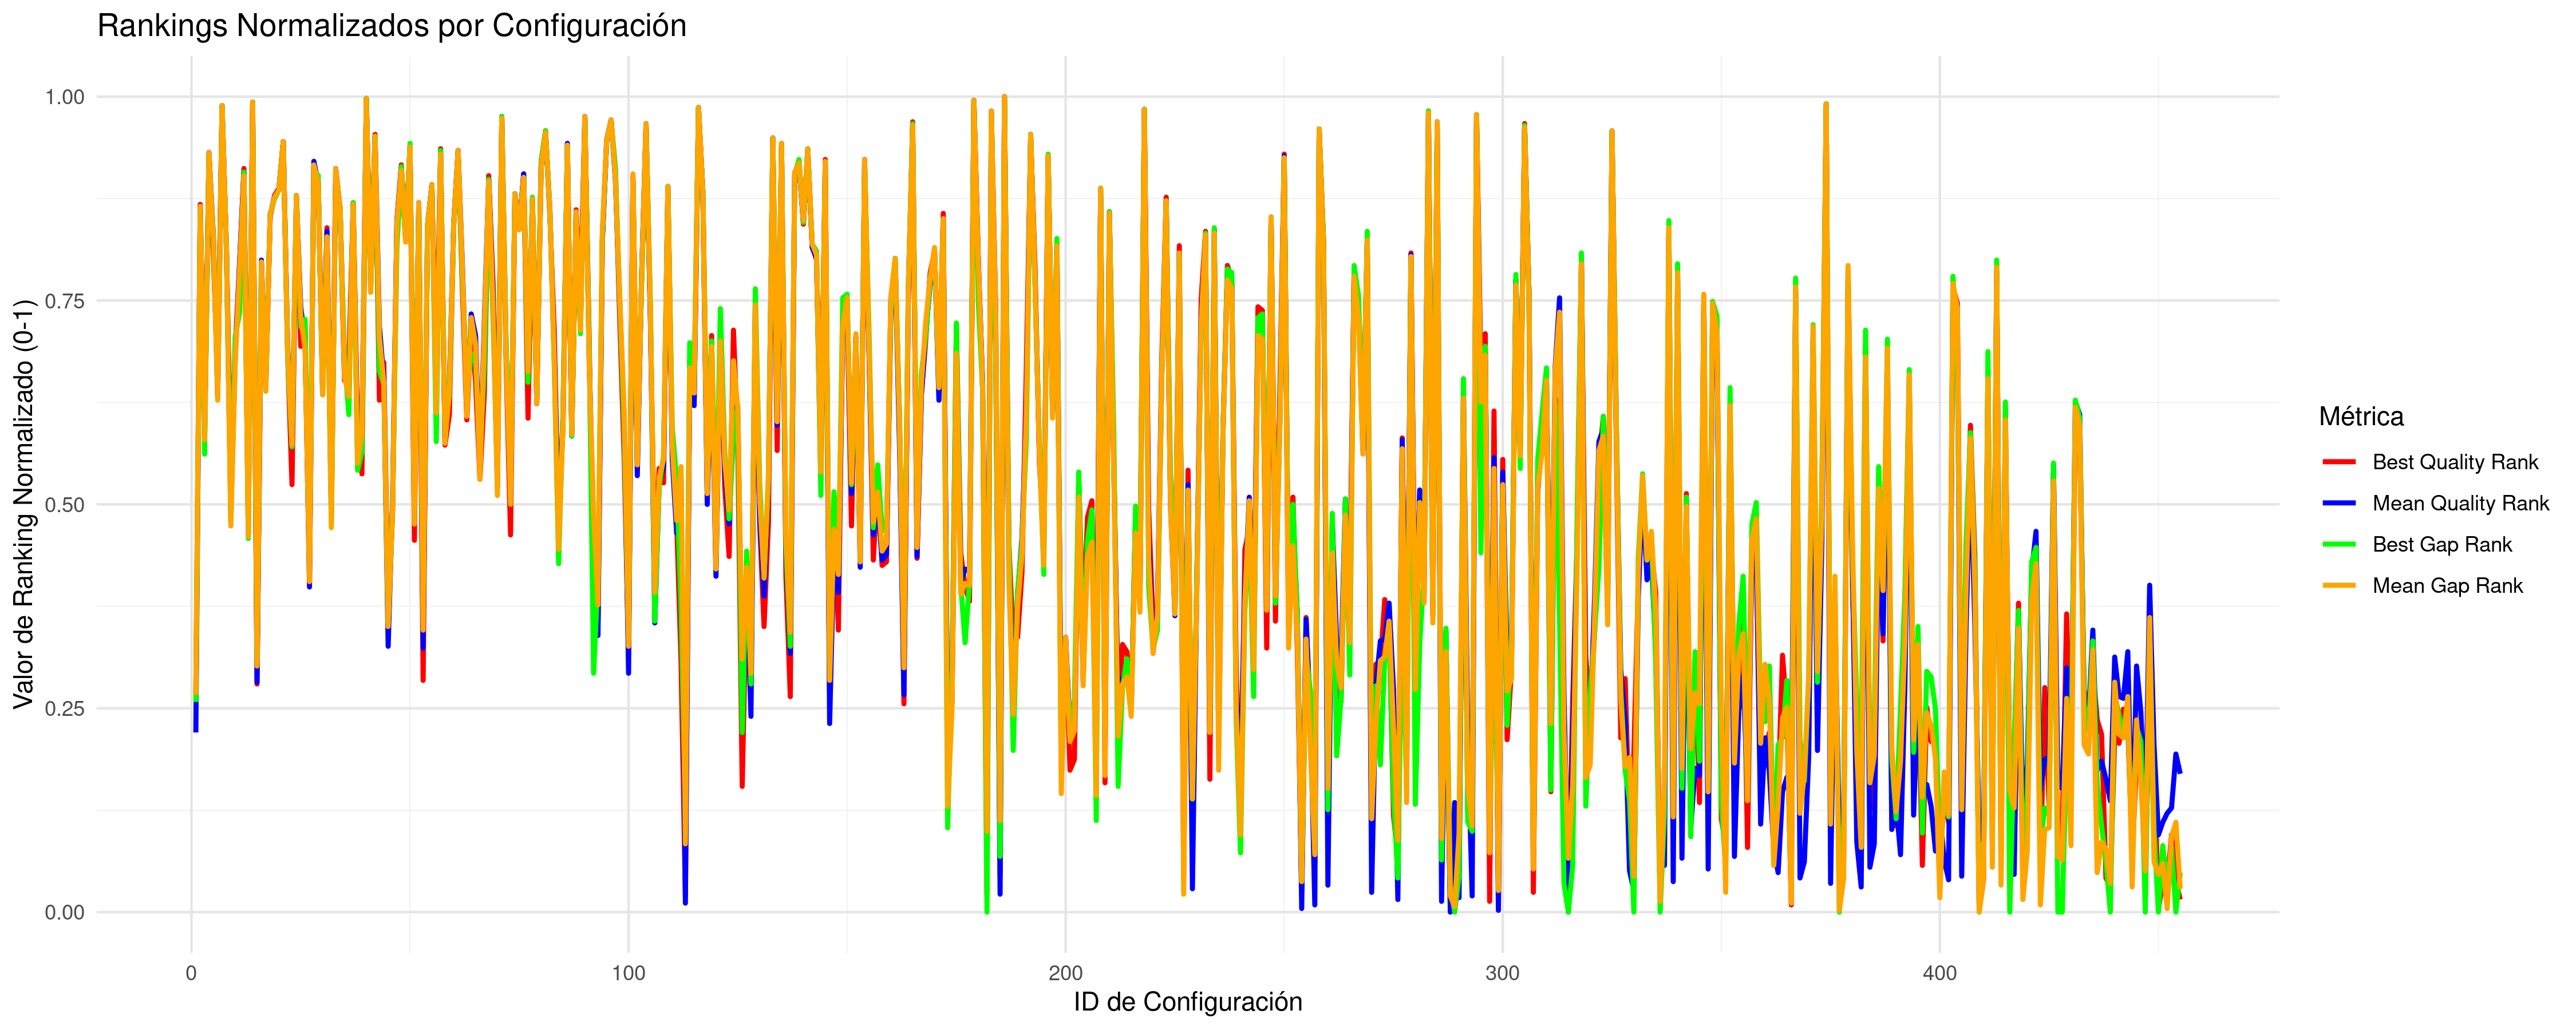 Rankings Normalizados por Configuración
Valor de Ranking Normalizado (0-1)
1.00
0.75
0.50
0.25
0.00
0
100
200
300
400
ID de Configuración
Métrica
Best Quality Rank
Mean Quality Rank
Best Gap Rank
Mean Gap Rank